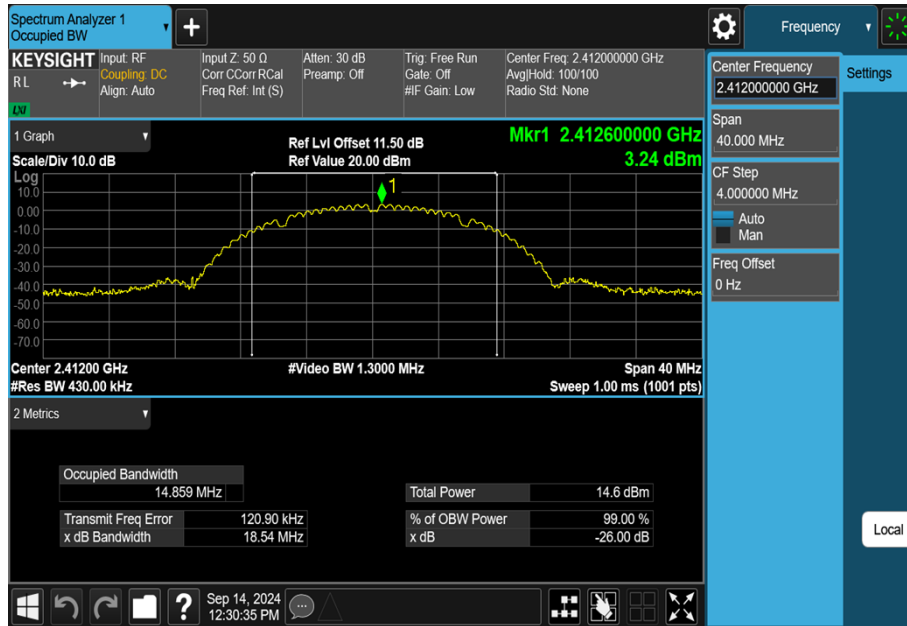 Spectrum Analyzer 1
Occupied BW
+
Frequency
KEYSIGHT
RL
LXI
Input: RF
Coupling: DC
Align: Auto
Input Z: 50 Ω
Corr CCorr RCal
Freq Ref: Int (S)
Atten: 30 dB
Preamp: Off
Trig: Free Run
Gate: Off
#IF Gain: Low
Center Freq: 2.412000000 GHz
Avg|Hold: 100/100
Radio Std: None
Center Frequency
2.412000000 GHz
Settings
Span
40.000 MHz
CF Step
4.000000 MHz
Auto
Man
Freq Offset
0 Hz
Local
1 Graph
Scale/Div 10.0 dB
Ref Lvl Offset 11.50 dB
Ref Value 20.00 dBm
Mkr1 2.412600000 GHz
3.24 dBm
Log
1
10.0
0.00
-10.0
-20.0
-30.0
-40.0
-50.0
-60.0
-70.0
Center 2.41200 GHz
#Video BW 1.3000 MHz
Span 40 MHz
#Res BW 430.00 kHz
Sweep 1.00 ms (1001 pts)
2 Metrics
Occupied Bandwidth
14.859 MHz
Total Power 14.6 dBm
Transmit Freq Error 120.90 kHz
% of OBW Power 99.00 %
x dB Bandwidth 18.54 MHz
x dB -26.00 dB
?
Sep 14, 2024
12:30:35 PM